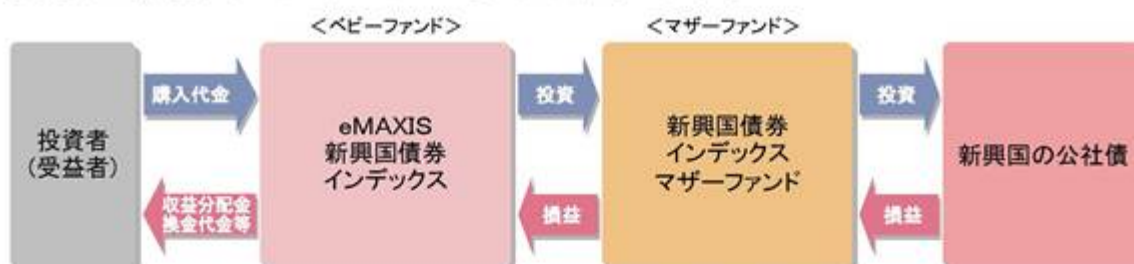 <ベビーファンド>
<マザーファンド>
投資者
(受益者)
購入代金
収益分配金
換金代金等
eMAXIS
新興国債券
インデックス
投資
損益
新興国債券
インデックス
マザーファンド
投資
損益
新興国の公社債